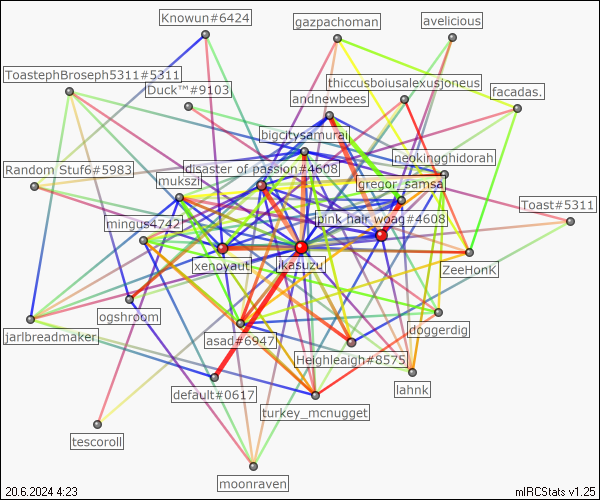 Knowun#6424
gazpachoman
avelicious
ToastephBroseph5311#5311
Duck™#9103
thiccusboiusalexusjoneus
facadas.
andnewbees
bigcitysamurai
neokingghidorah
Random Stuf6#5983
mukszi
disaster of passion#4608
gregor_samsa
Toast#5311
mingus4742
pink hair woag#4608
xenoyaut
ikasuzu
ZeeHonK
ogshroom
jarlbreadmaker
asad#6947
doggerdig
Heighleaigh#8575
default#0617
lahnk
turkey_mcnugget
tescoroll
moonraven
20.6.2024 4:23
mIRCStats v1.25